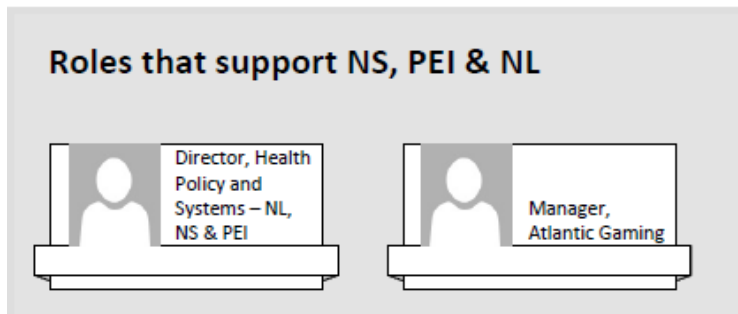 Roles that support NS, PEI & NL
Director, Health
Policy and
Systems – NL,
NS & PEI
Manager,
Atlantic Gaming